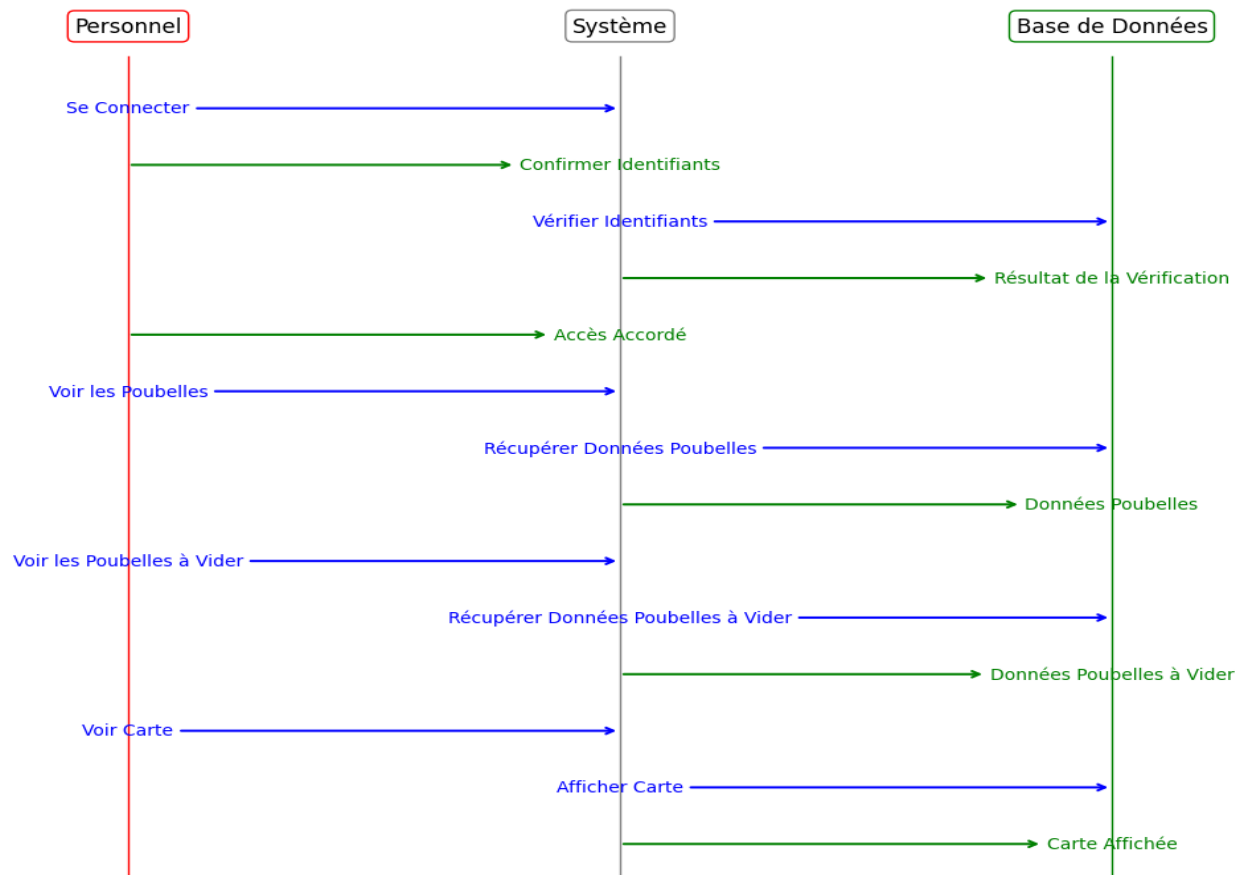 Personnel
Système
Base de Données
Se Connecter
Confirmer Identifiants
Vérifier Identifiants
Résultat de la Vérification
Accès Accordé
Voir les Poubelles
Récupérer Données Poubelles
Données Poubelles
Voir les Poubelles à Vider
Récupérer Données Poubelles à Vider
Données Poubelles à Vider
Voir Carte
Afficher Carte
Carte Affichée